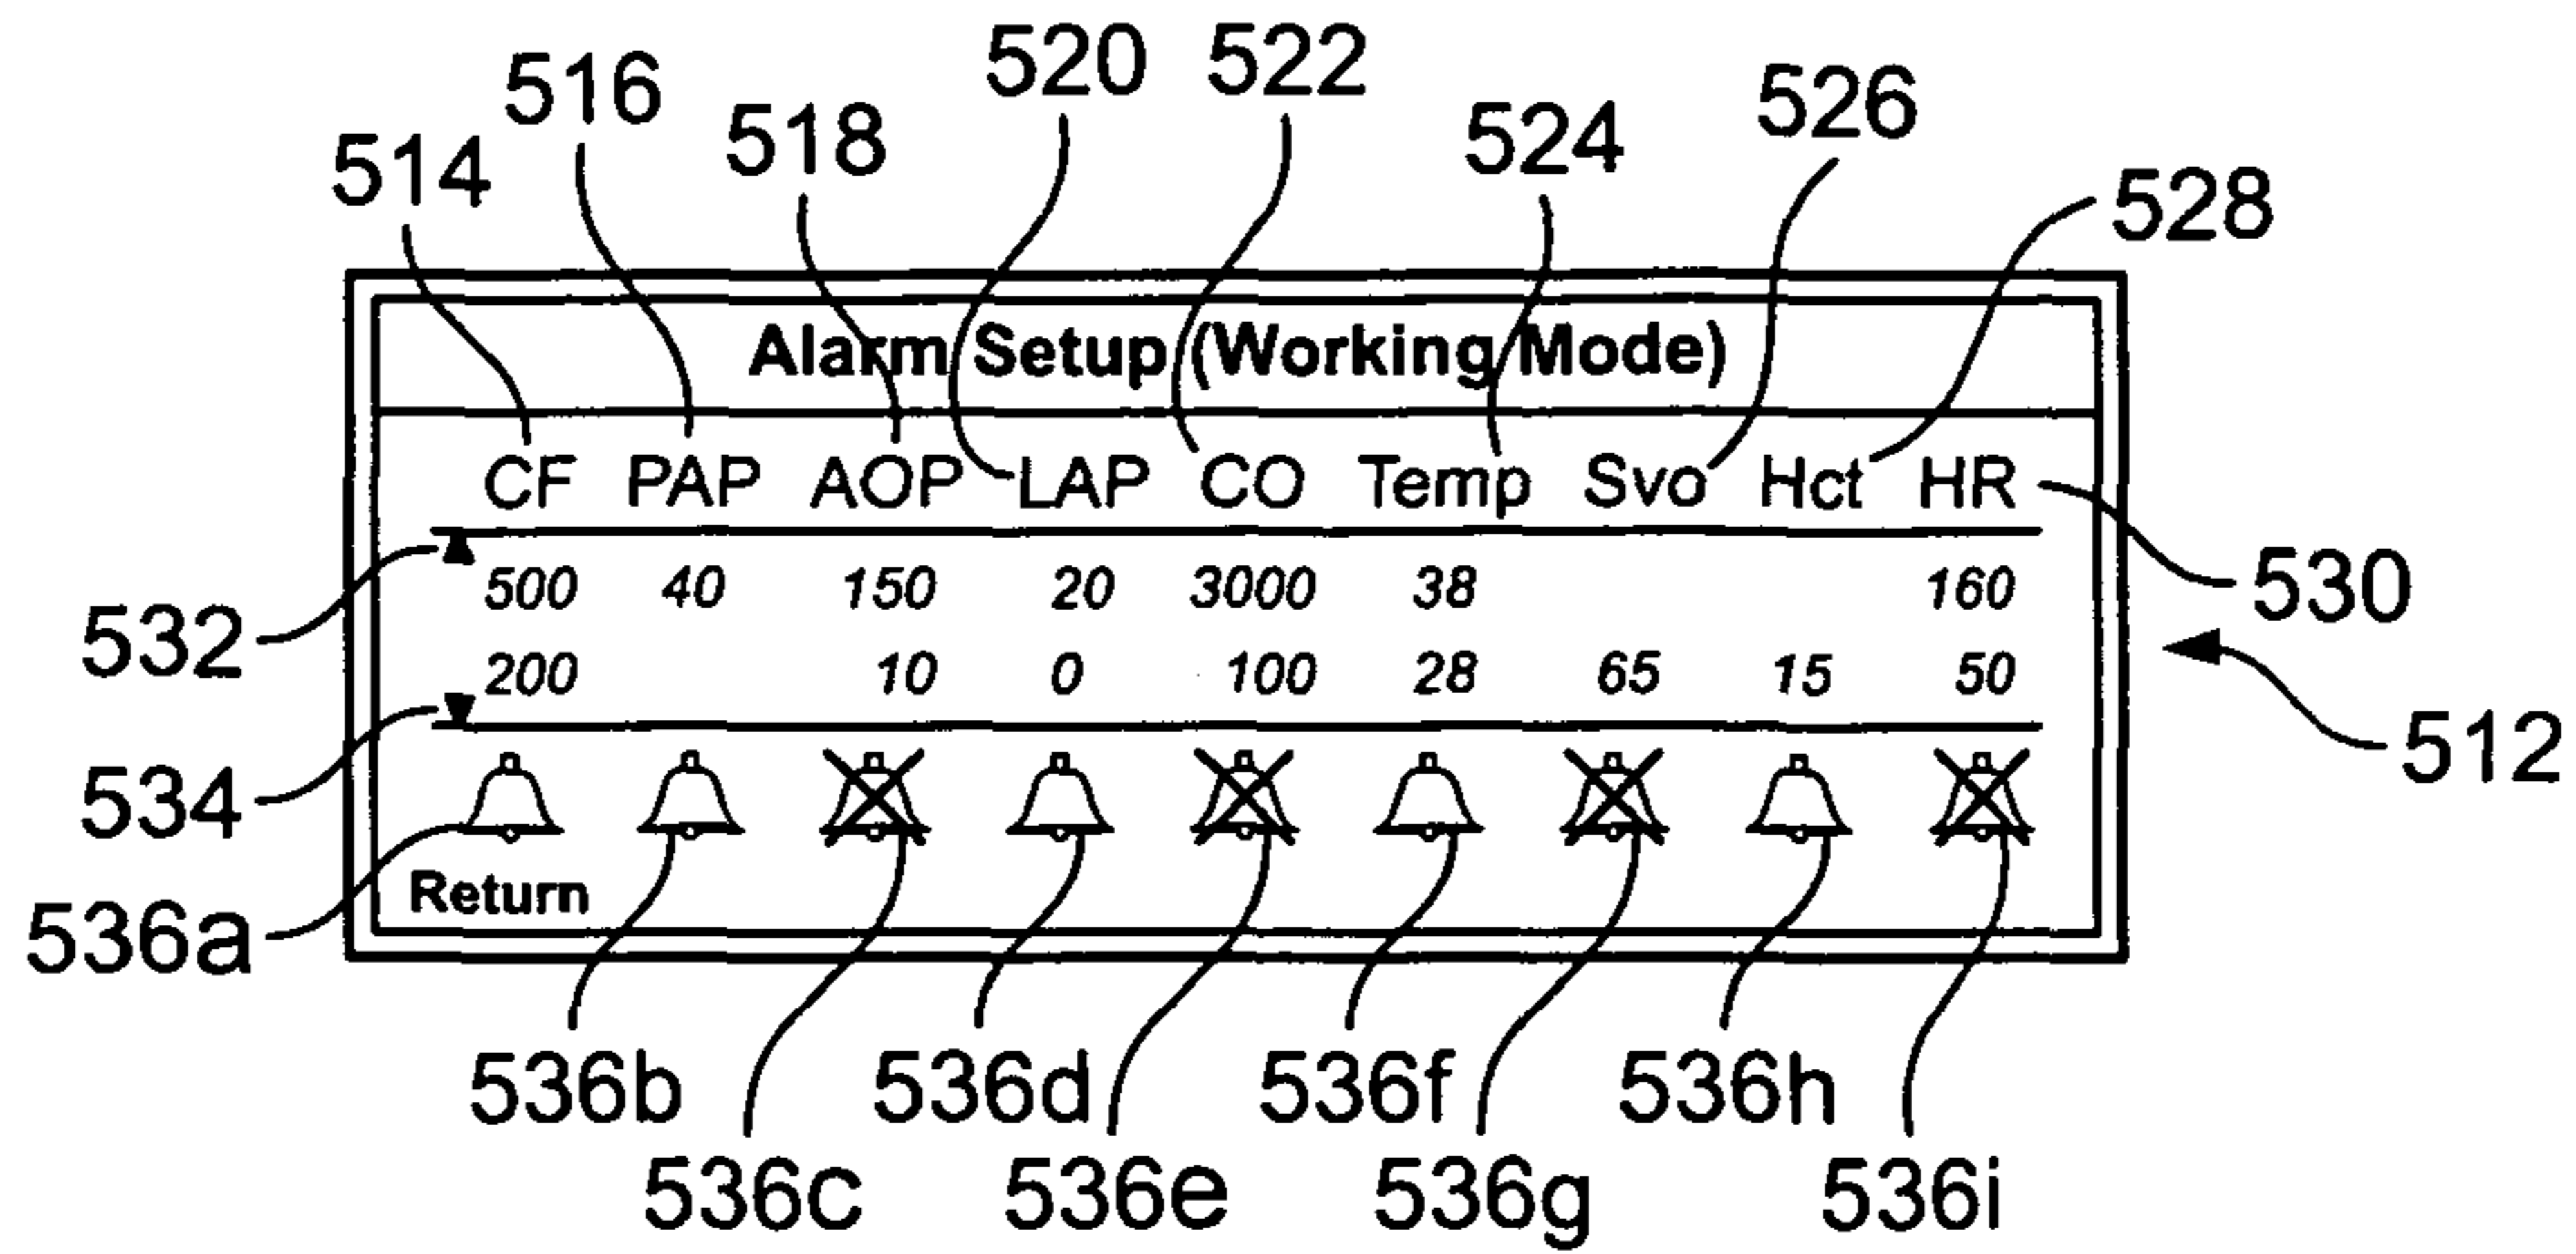 520 522
516 526
518 524
514 528
Alarm Setup (Working Mode)
CF PAP AOP LAP CO Temp Svo Hct HR
530
500 40 150 20 3000 38 160
532
200 10 0 100 28 65 15 50
512
534
Return
536a
536b 536d 536f 536h
536c 536e 536g 536i